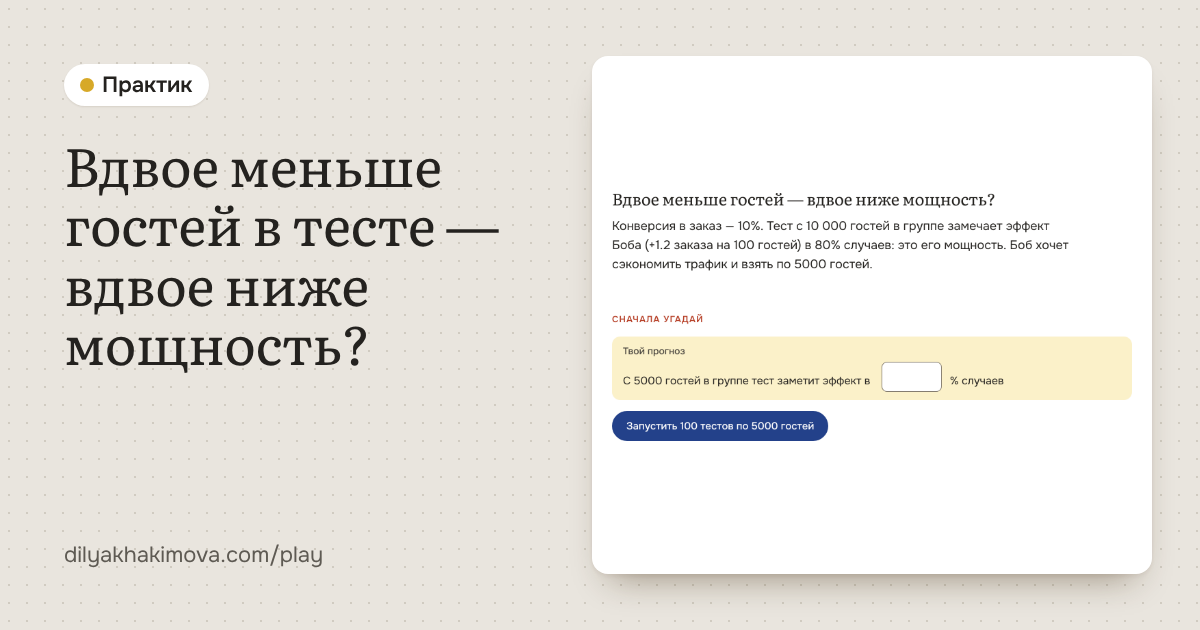 Практик
Вдвое меньше
гостей в тесте —
вдвое ниже
мощность?
dilyakhakimova.com/play
Вдвое меньше гостей — вдвое ниже мощность?
Конверсия в заказ — 10%. Тест с 10 000 гостей в группе замечает эффект
Боба (+1.2 заказа на 100 гостей) в 80% случаев: это его мощность. Боб хочет
сэкономить трафик и взять по 5000 гостей.
СНАЧАЛА УГАДАЙ
Твой прогноз
С 5000 гостей в группе тест заметит эффект в % случаев
Запустить 100 тестов по 5000 гостей